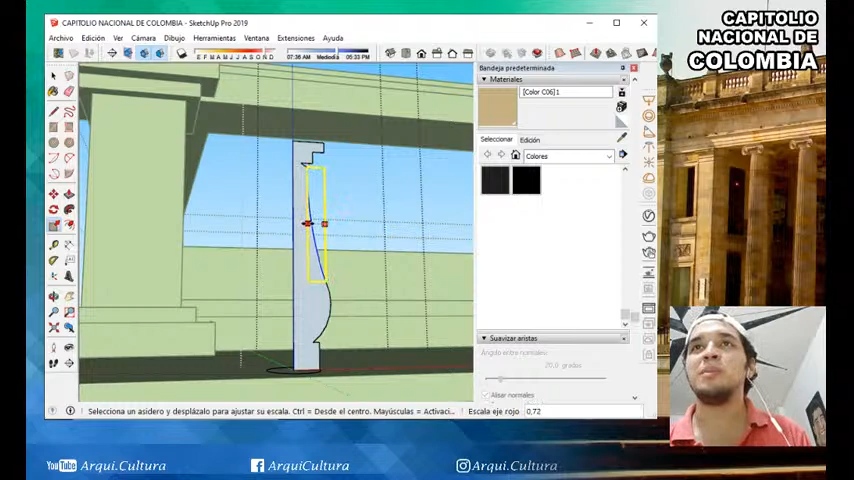 CAPITOLIO NACIONAL DE COLOMBIA - SketchUp Pro 2019
Archivo Edición Ver Cámara Dibujar Herramientas Ventana Extensiones Ayuda
E F M A M J J A S O N D 07:36 AM Mediodía 05:33 PM
Bandeja predeterminada
Materiales
[Color C06]1
Seleccionar Edición
Colores
Suavizar aristas
Ángulo entre normales:
20,0 grados
Alisar normales
Selecciona un asidero y desplázalo para ajustar su escala. Ctrl = Desde el centro. Mayúsculas = Activaci... Escala eje rojo 0,72
CAPITOLIO
NACIONAL DE
COLOMBIA
YouTube Arqui.Cultura
ArquiCultura
Arqui.Cultura